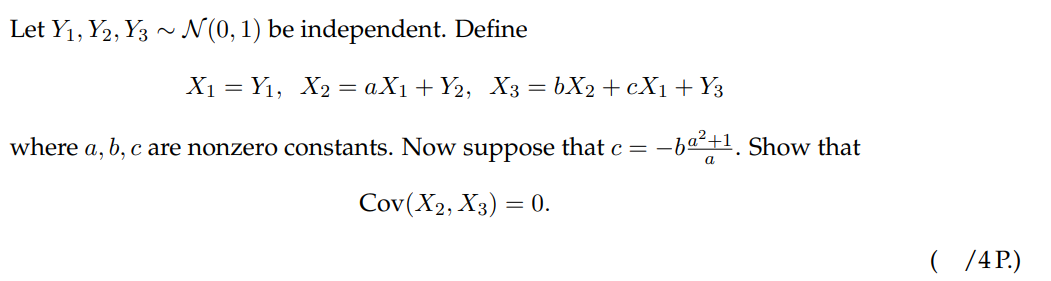 Let Y₁, Y₂, Y₃ ∼ 𝒩(0, 1) be independent. Define
X₁ = Y₁, X₂ = aX₁ + Y₂, X₃ = bX₂ + cX₁ + Y₃
where a, b, c are nonzero constants. Now suppose that c = −b\frac{a²+1}{a}. Show that
Cov(X₂, X₃) = 0.
( /4 P.)